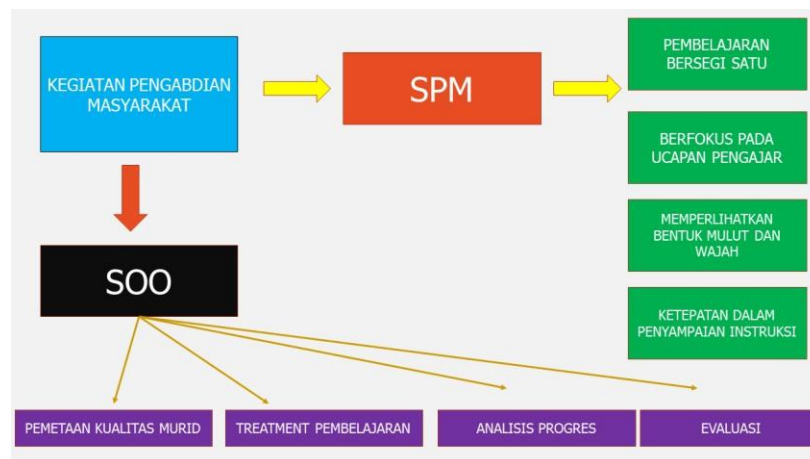 KEGIATAN PENGABDIAN
MASYARAKAT
SPM
PEMBELAJARAN
BERSEGI SATU
BERFOKUS PADA
UCAPAN PENGAJAR
MEMPERLIHATKAN
BENTUK MULUT DAN
WAJAH
KETEPATAN DALAM
PENYAMPAIAN INSTRUKSI
SOO
PEMETAAN KUALITAS MURID
TREATMENT PEMBELAJARAN
ANALISIS PROGRES
EVALUASI